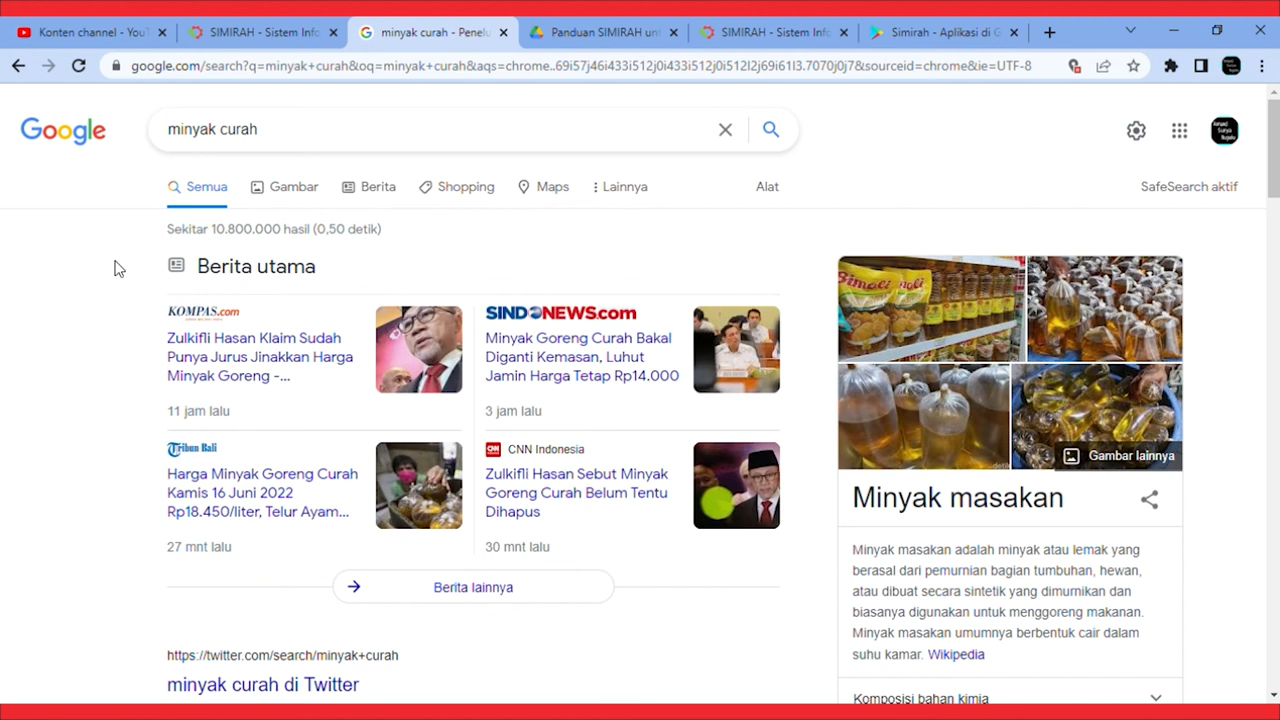 Konten channel - YouT
SIMIRAH - Sistem Info
minyak curah - Penelu
Panduan SIMIRAH unt
SIMIRAH - Sistem Info
Simirah - Aplikasi di G
google.com/search?q=minyak+curah&oq=minyak+curah&aqs=chrome..69i57j46i433i512j0i433i512j0i512l2j69i61l3.7070j0j7&sourceid=chrome&ie=UTF-8
Google
minyak curah
Semua
Gambar
Berita
Shopping
Maps
Lainnya
Alat
SafeSearch aktif
Sekitar 10.800.000 hasil (0,50 detik)
Berita utama
KOMPAS.com
Zulkifli Hasan Klaim Sudah
Punya Jurus Jinakkan Harga
Minyak Goreng -...
11 jam lalu
SINDONEWS.com
Minyak Goreng Curah Bakal
Diganti Kemasan, Luhut
Jamin Harga Tetap Rp14.000
3 jam lalu
Tribun Bali
Harga Minyak Goreng Curah
Kamis 16 Juni 2022
Rp18.450/liter, Telur Ayam...
27 mnt lalu
CNN Indonesia
Zulkifli Hasan Sebut Minyak
Goreng Curah Belum Tentu
Dihapus
30 mnt lalu
Berita lainnya
https://twitter.com/search/minyak+curah
minyak curah di Twitter
Bimoli
detik
Gambar lainnya
Minyak masakan
Minyak masakan adalah minyak atau lemak yang
berasal dari pemurnian bagian tumbuhan, hewan,
atau dibuat secara sintetik yang dimurnikan dan
biasanya digunakan untuk menggoreng makanan.
Minyak masakan umumnya berbentuk cair dalam
suhu kamar. Wikipedia
Komposisi bahan kimia